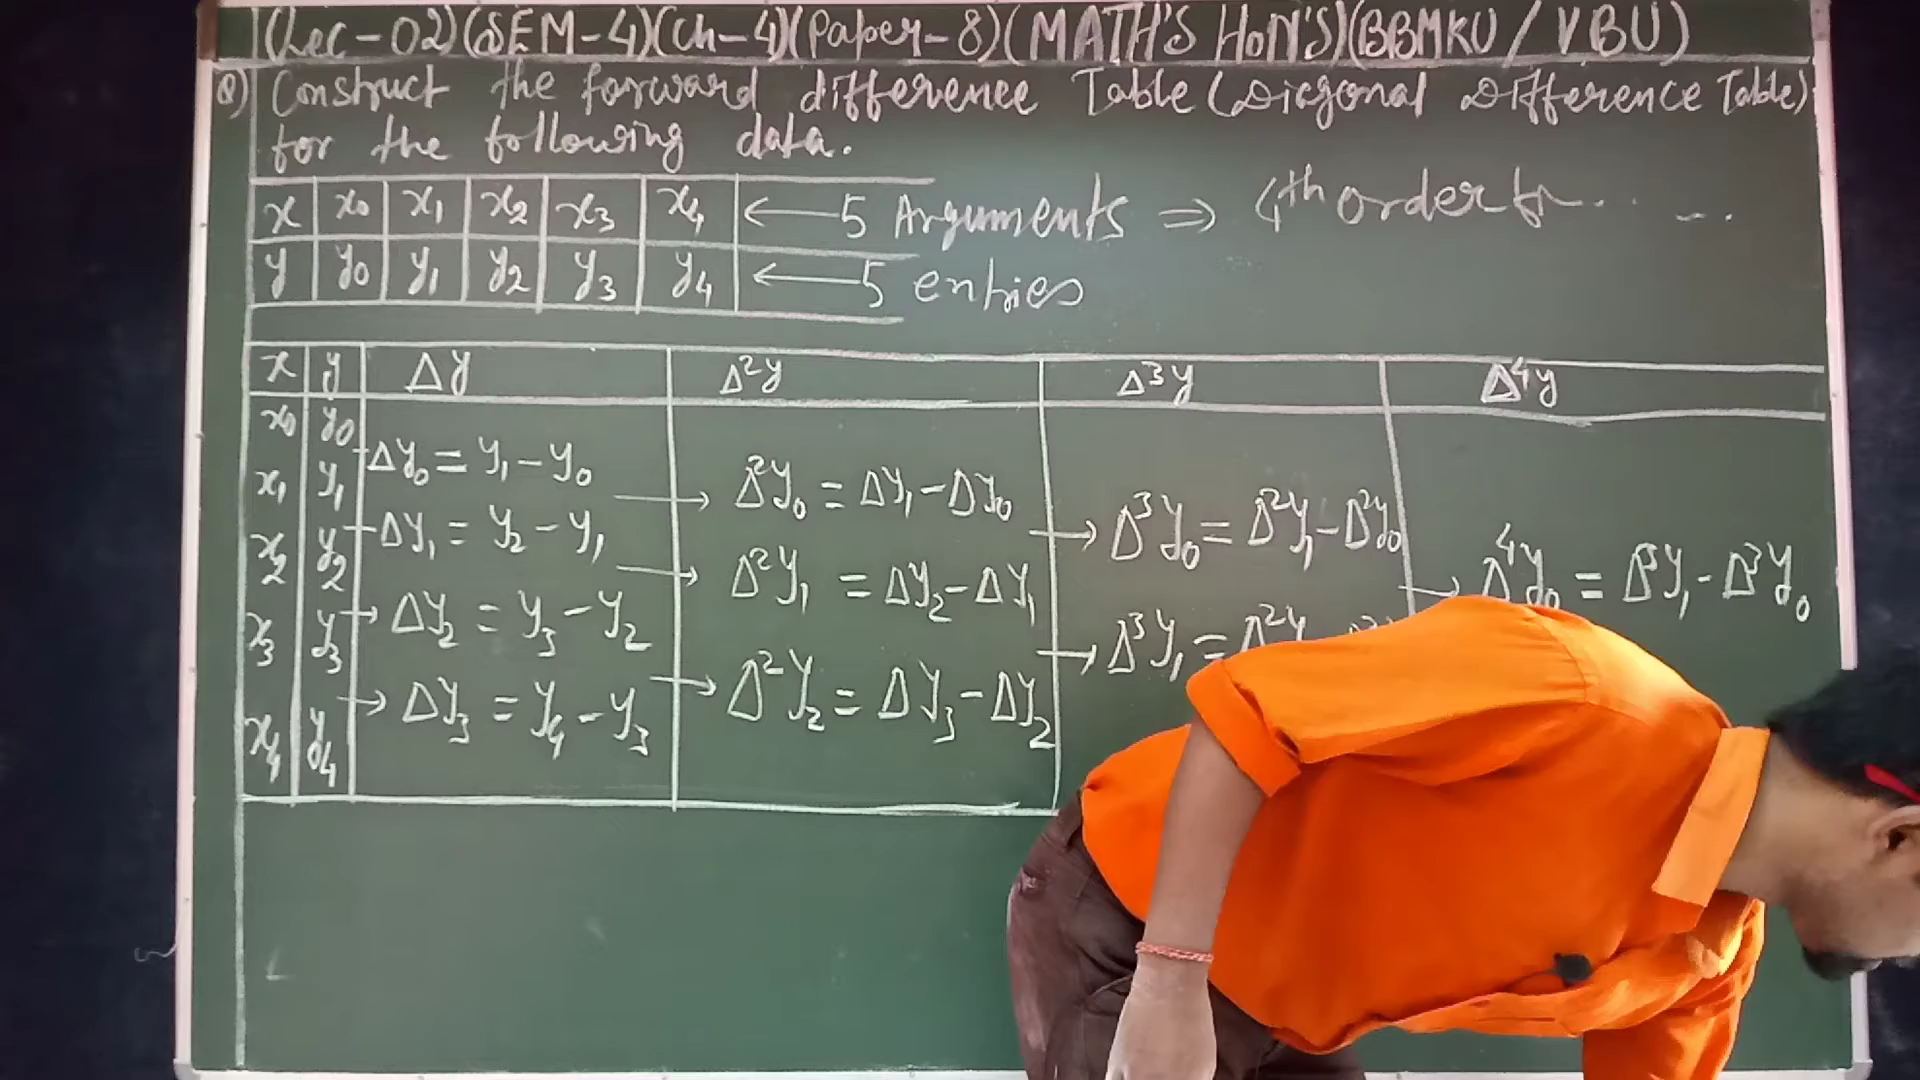 (Lec-02)(SEM-4)(Ch-4)(Paper-8)(MATH'S HoN'S)(BBMKU/VBU)
Q) Construct the forward difference Table (Diagonal Difference Table)
for the following data.
x x₀ x₁ x₂ x₃ x₄ ← 5 Arguments ⇒ 4th order
y y₀ y₁ y₂ y₃ y₄ ← 5 entries
x y Δy Δ²y Δ³y Δ⁴y
x₀ y₀
Δy₀ = y₁ - y₀
x₁ y₁ → Δ²y₀ = Δy₁ - Δy₀
Δy₁ = y₂ - y₁ → Δ³y₀ = Δ²y₁ - Δ²y₀
x₂ y₂ → Δ²y₁ = Δy₂ - Δy₁ → Δ⁴y₀ = Δ³y₁ - Δ³y₀
→ Δy₂ = y₃ - y₂ → Δ³y₁ = Δ²y
x₃ y₃ → Δ²y₂ = Δy₃ - Δy₂
→ Δy₃ = y₄ - y₃
x₄ y₄